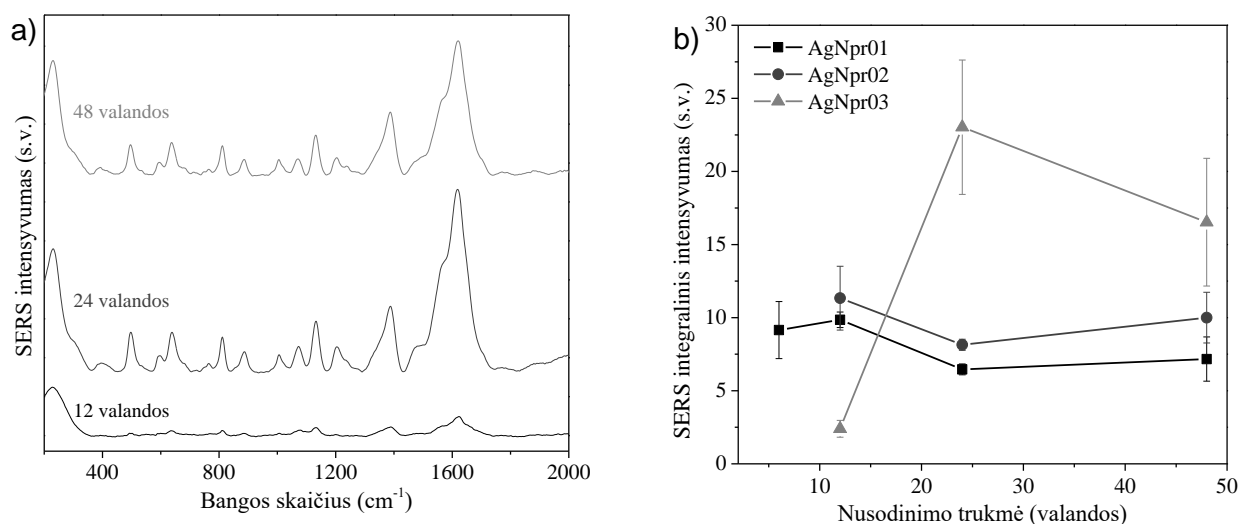 a)
SERS intensyvumas (s.v.)
48 valandos
24 valandos
12 valandos
400 800 1200 1600 2000
Bangos skaičius (cm⁻¹)
b)
SERS integralinis intensyvumas (s.v.)
30
25
20
15
10
5
0
AgNpr01
AgNpr02
AgNpr03
10 20 30 40 50
Nusodinimo trukmė (valandos)